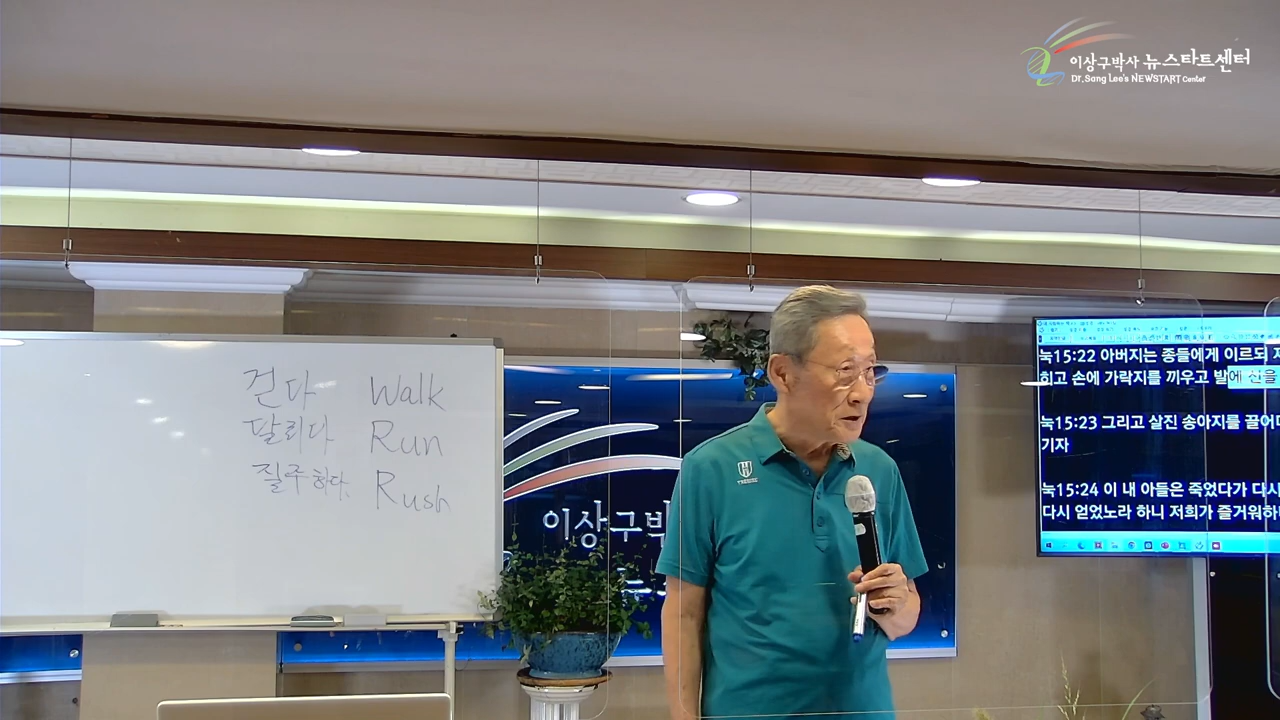 이상구박사 뉴스타트센터
Dr. Sang Lee's NEWSTART Center
걷다 Walk
달리다 Run
질주하다. Rush
이상구박
눅15:22 아버지는 종들에게 이르되
히고 손에 가락지를 끼우고 발에 신을
눅15:23 그리고 살진 송아지를 끌어다
기자
눅15:24 이 내 아들은 죽었다가 다시
다시 얻었노라 하니 저희가 즐거워하